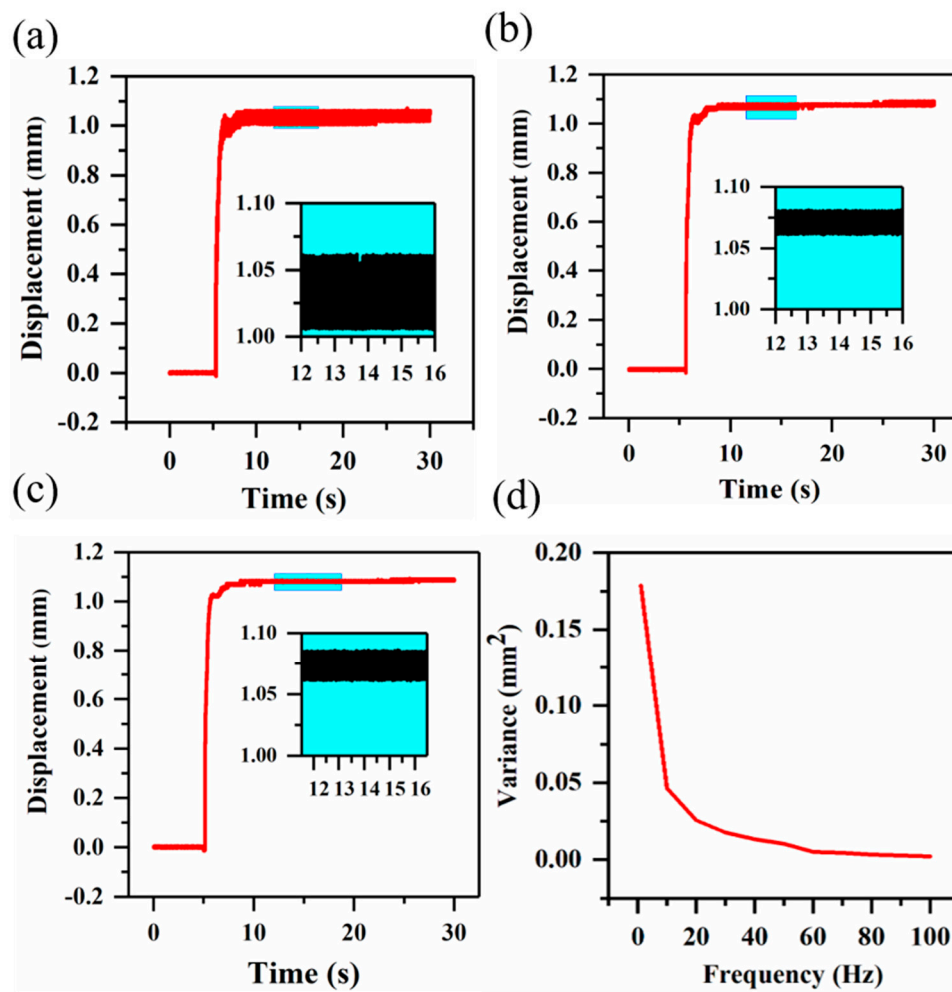 (a)
1.2
1.0
0.8
0.6
0.4
0.2
0.0
-0.2
Displacement (mm)
1.10
1.05
1.00
12 13 14 15 16
0 10 20 30
Time (s)
(b)
1.2
1.0
0.8
0.6
0.4
0.2
0.0
-0.2
Displacement (mm)
1.10
1.05
1.00
12 13 14 15 16
0 10 20 30
Time (s)
(c)
1.2
1.0
0.8
0.6
0.4
0.2
0.0
-0.2
Displacement (mm)
1.10
1.05
1.00
12 13 14 15 16
0 10 20 30
Time (s)
(d)
0.20
0.15
0.10
0.05
0.00
Variance (mm²)
0 20 40 60 80 100
Frequency (Hz)